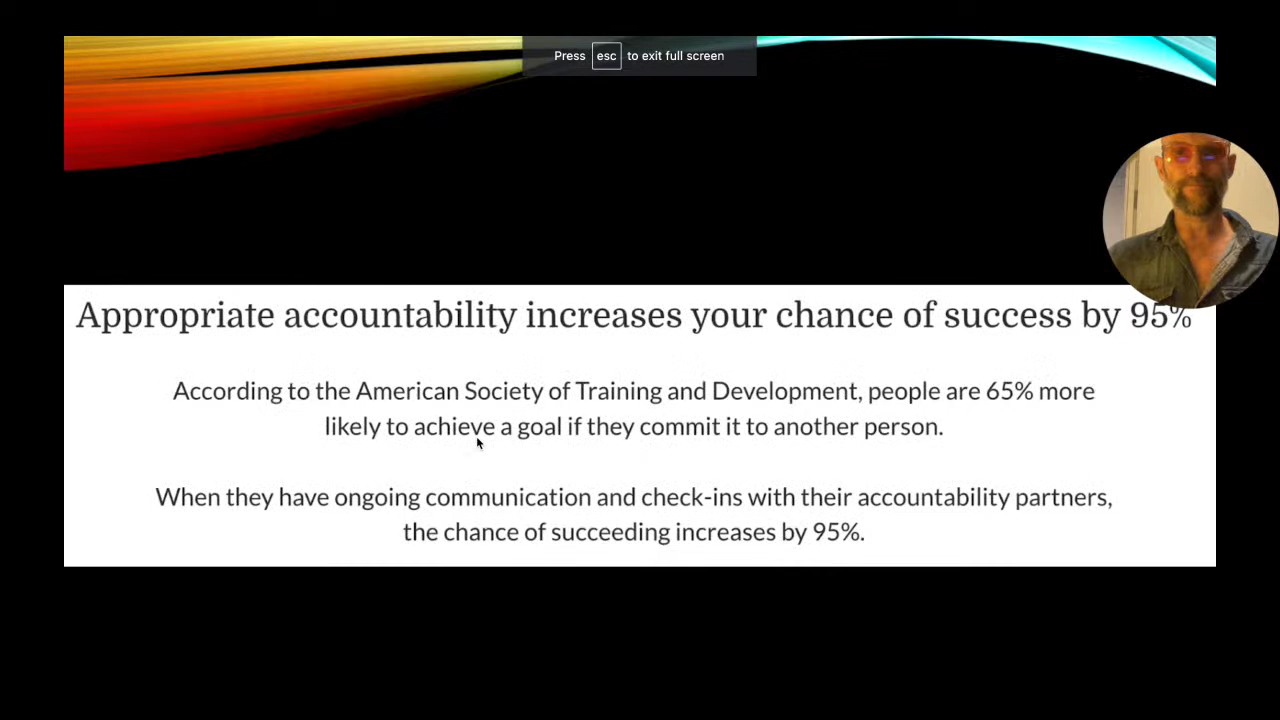 Press esc to exit full screen
Appropriate accountability increases your chance of success by 95%
According to the American Society of Training and Development, people are 65% more
likely to achieve a goal if they commit it to another person.
When they have ongoing communication and check-ins with their accountability partners,
the chance of succeeding increases by 95%.